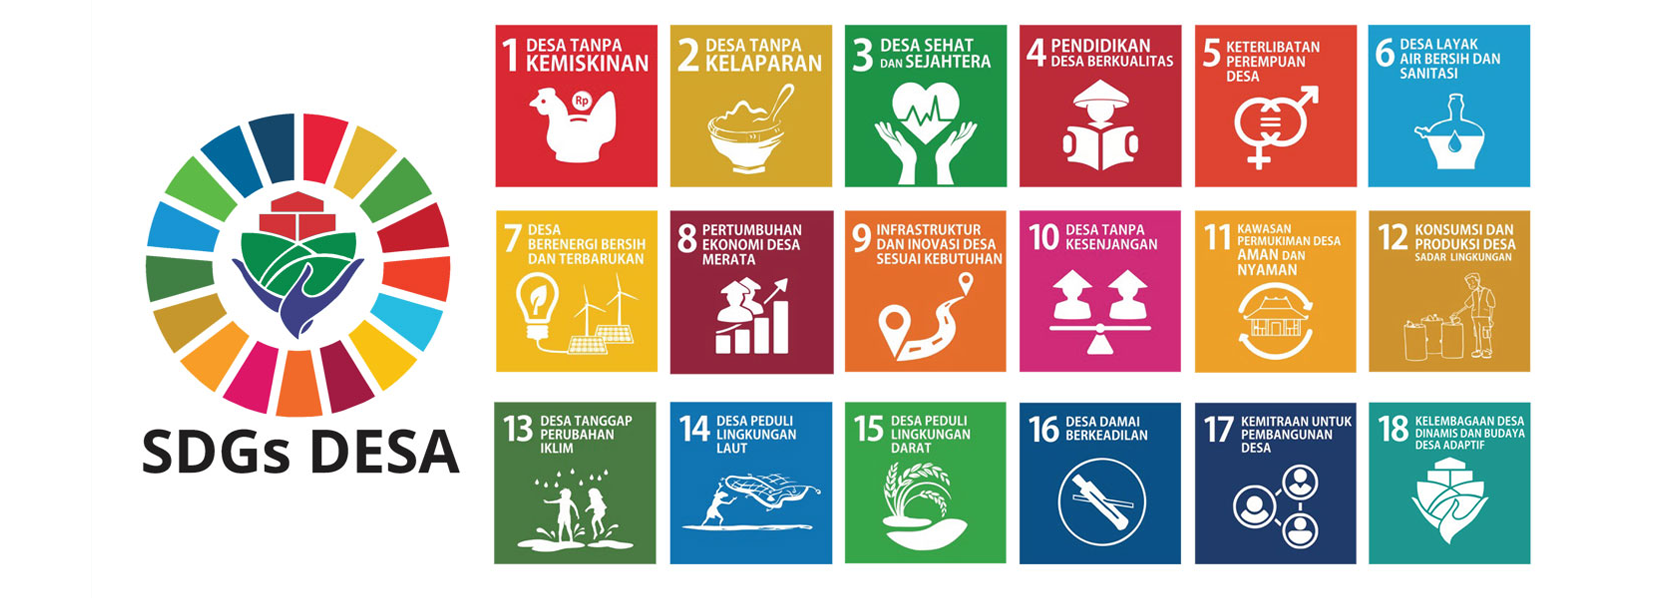 SDGs DESA
1 DESA TANPA
KEMISKINAN
Rp
2 DESA TANPA
KELAPARAN
3 DESA SEHAT
DAN SEJAHTERA
4 PENDIDIKAN
DESA BERKUALITAS
5 KETERLIBATAN
PEREMPUAN
DESA
6 DESA LAYAK
AIR BERSIH DAN
SANITASI
7 DESA
BERENERGI BERSIH
DAN TERBARUKAN
8 PERTUMBUHAN
EKONOMI DESA
MERATA
9 INFRASTRUKTUR
DAN INOVASI DESA
SESUAI KEBUTUHAN
10 DESA TANPA
KESENJANGAN
11 KAWASAN
PERMUKIMAN DESA
AMAN DAN
NYAMAN
12 KONSUMSI DAN
PRODUKSI DESA
SADAR LINGKUNGAN
13 DESA TANGGAP
PERUBAHAN
IKLIM
14 DESA PEDULI
LINGKUNGAN
LAUT
15 DESA PEDULI
LINGKUNGAN
DARAT
16 DESA DAMAI
BERKEADILAN
17 KEMITRAAN UNTUK
PEMBANGUNAN
DESA
18 KELEMBAGAAN DESA
DINAMIS DAN BUDAYA
DESA ADAPTIF